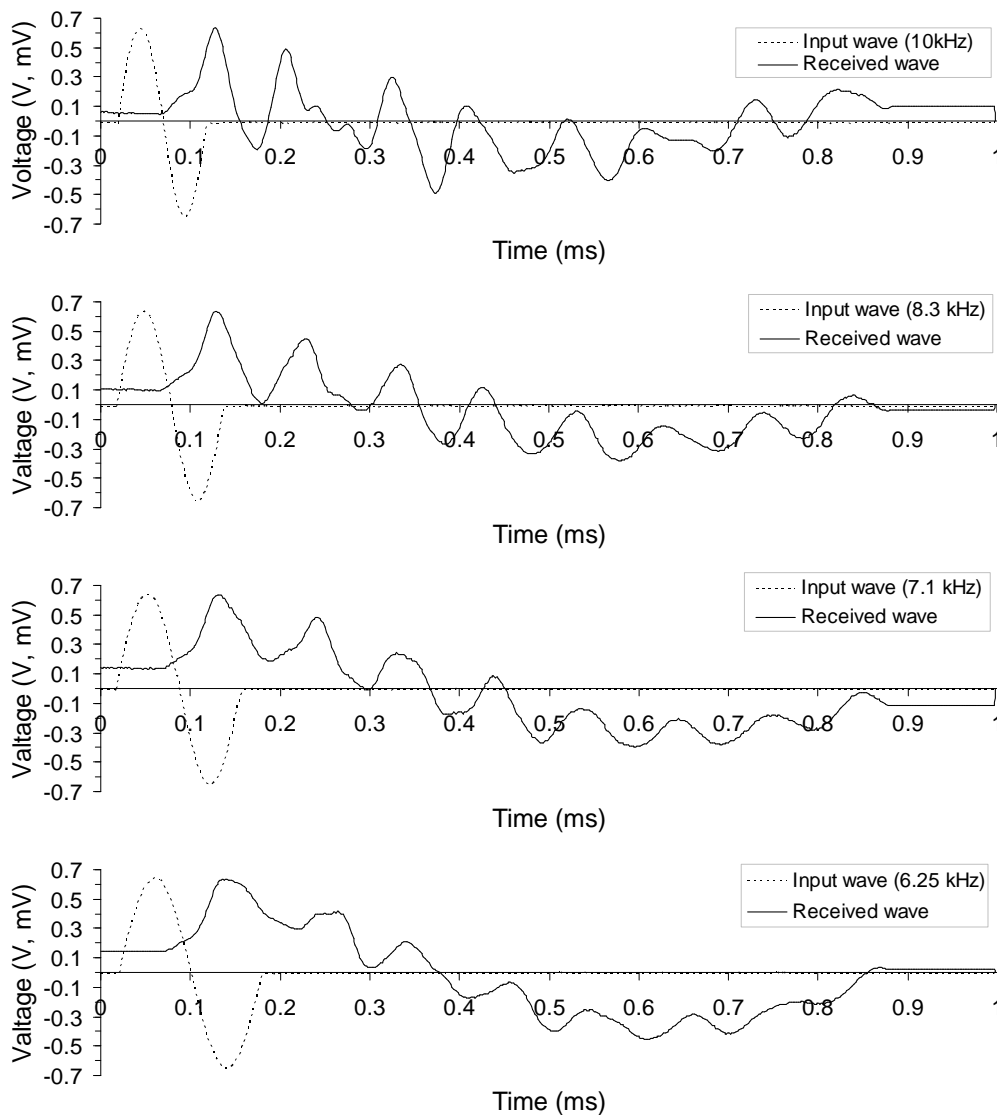 Voltage (V, mV)
0.7
0.5
0.3
0.1
-0.1
-0.3
-0.5
-0.7
0 0.1 0.2 0.3 0.4 0.5 0.6 0.7 0.8 0.9 1
Input wave (10kHz)
Received wave
Time (ms)
Valtage (V, mV)
0.7
0.5
0.3
0.1
-0.1
-0.3
-0.5
-0.7
0 0.1 0.2 0.3 0.4 0.5 0.6 0.7 0.8 0.9 1
Input wave (8.3 kHz)
Received wave
Time (ms)
Valtage (V, mV)
0.7
0.5
0.3
0.1
-0.1
-0.3
-0.5
-0.7
0 0.1 0.2 0.3 0.4 0.5 0.6 0.7 0.8 0.9 1
Input wave (7.1 kHz)
Received wave
Time (ms)
Valtage (V, mV)
0.7
0.5
0.3
0.1
-0.1
-0.3
-0.5
-0.7
0 0.1 0.2 0.3 0.4 0.5 0.6 0.7 0.8 0.9 1
Input wave (6.25 kHz)
Received wave
Time (ms)